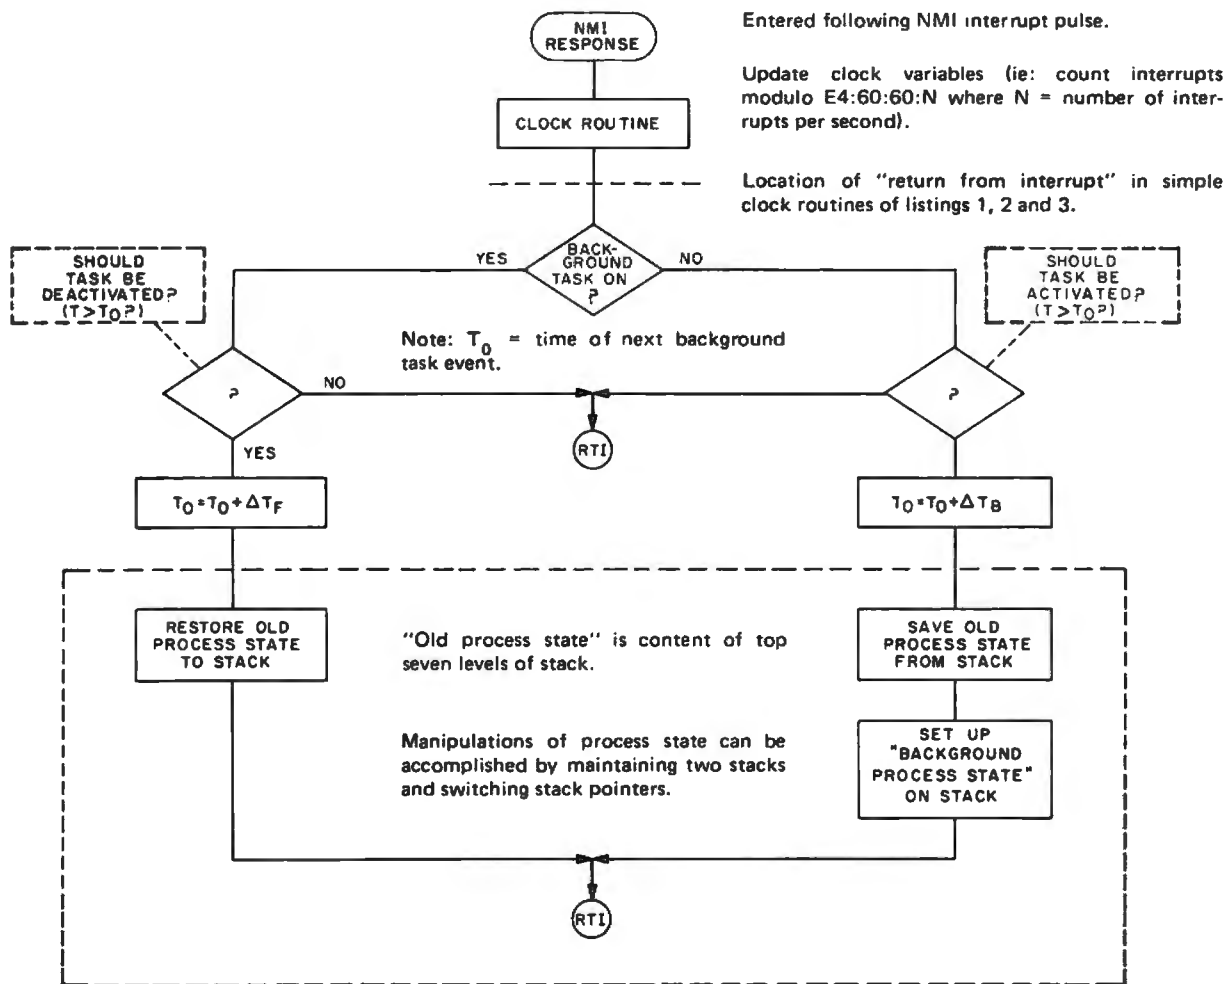 NMI
RESPONSE
Entered following NMI interrupt pulse.
CLOCK ROUTINE
Update clock variables (ie: count interrupts
modulo E4:60:60:N where N = number of inter-
rupts per second).
Location of "return from interrupt" in simple
clock routines of listings 1, 2 and 3.
BACK-
GROUND
TASK ON
?
YES
NO
SHOULD
TASK BE
DEACTIVATED?
(T>T0?)
SHOULD
TASK BE
ACTIVATED?
(T>T0?)
Note: T0 = time of next background
task event.
?
NO
?
RTI
YES
T0=T0+ΔTF
T0=T0+ΔTB
RESTORE OLD
PROCESS STATE
TO STACK
"Old process state" is content of top
seven levels of stack.
SAVE OLD
PROCESS STATE
FROM STACK
Manipulations of process state can be
accomplished by maintaining two stacks
and switching stack pointers.
SET UP
"BACKGROUND
PROCESS STATE"
ON STACK
RTI